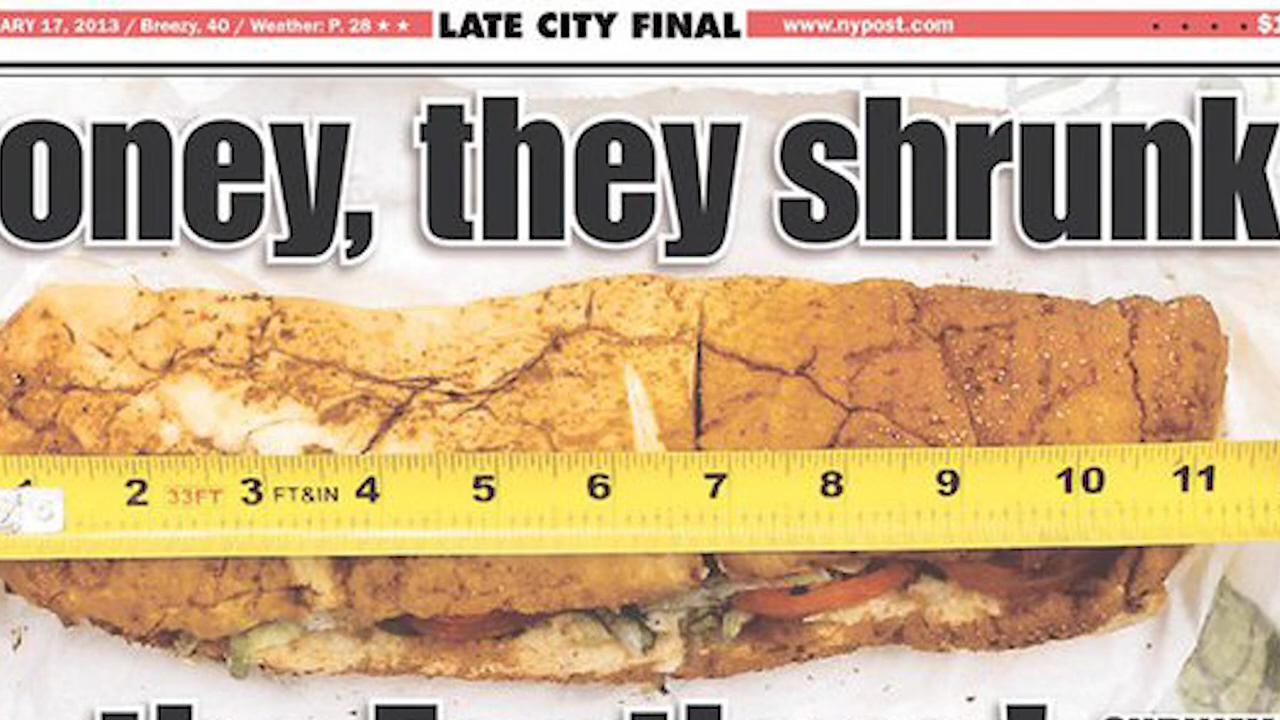 ARY 17, 2013 / Breezy, 40 / Weather: P. 28 ★ ★ LATE CITY FINAL www.nypost.com
oney, they shrunk
2 33FT 3 FT&IN 4 5 6 7 8 9 10 11